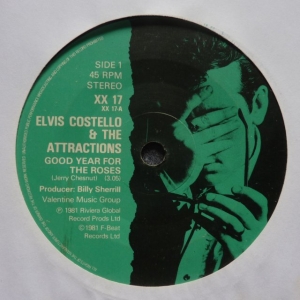 SIDE 1
45 RPM
STEREO
XX 17
XX 17-A
ELVIS COSTELLO
& THE
ATTRACTIONS
GOOD YEAR FOR
THE ROSES
(Jerry Chesnut) (3.05)
Producer: Billy Sherrill
Valentine Music Group
℗ 1981 Riviera Global
Record Prods Ltd
© 1981 F-Beat
Records Ltd